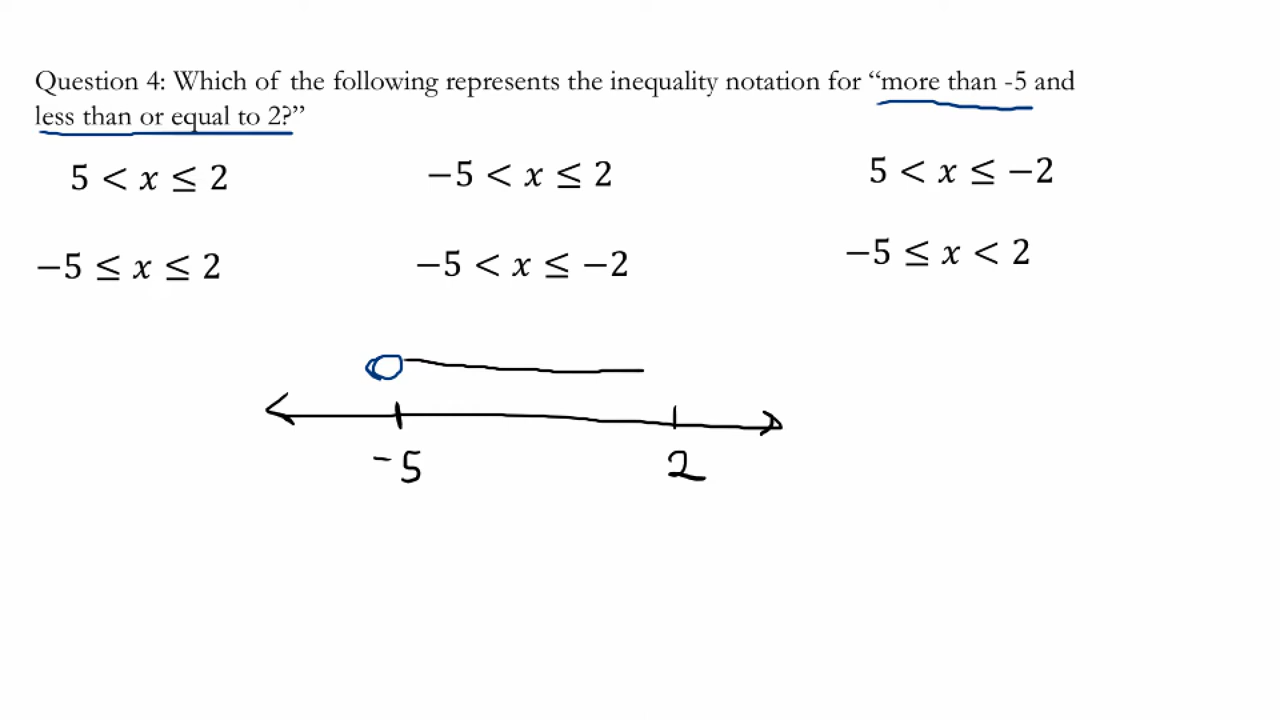 Question 4: Which of the following represents the inequality notation for “more than -5 and
less than or equal to 2?”
5 < x ≤ 2
−5 < x ≤ 2
5 < x ≤ −2
−5 ≤ x ≤ 2
−5 < x ≤ −2
−5 ≤ x < 2
-5
2